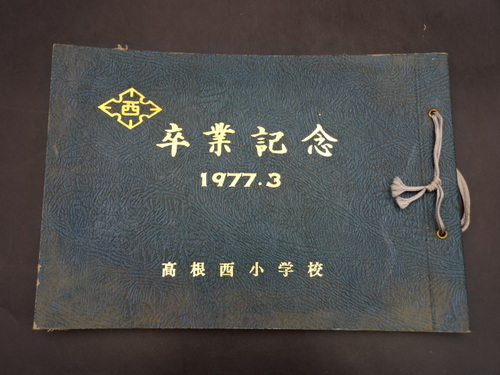 西
卒業記念
1977.3
高根西小学校